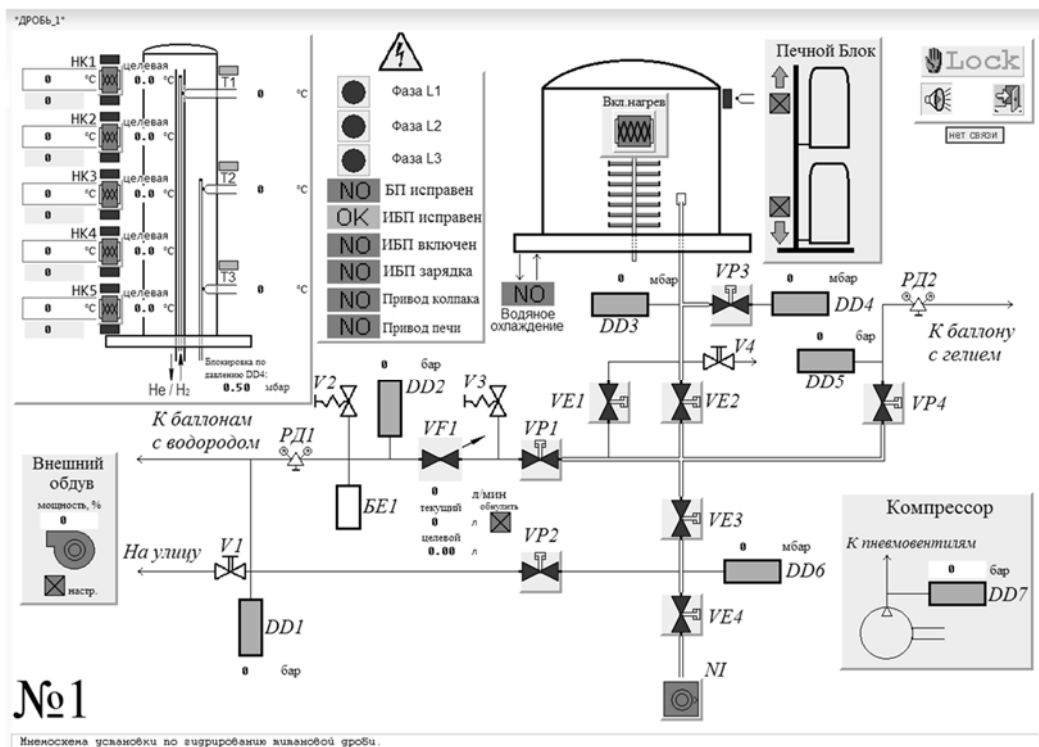 "ДРОБЬ_1"
НК1
целевая
0 °C
0.0 °C
0
T1
0 °C
НК2
целевая
0 °C
0.0 °C
0
НК3
целевая
0 °C
0.0 °C
0
T2
0 °C
НК4
целевая
0 °C
0.0 °C
0
T3
0 °C
НК5
целевая
0 °C
0.0 °C
0
He / H2
Блокировка по
давлению DD4:
0.50 мбар
Фаза L1
Фаза L2
Фаза L3
NO БП исправен
OK ИБП исправен
NO ИБП включен
NO ИБП зарядка
NO Привод колпака
NO Привод печи
Вкл.нагрев
NO
Водяное
охлаждение
Печной Блок
Lock
нет связи
0 мбар
DD3
VP3
0 мбар
DD4
РД2
К баллону
с гелием
V4
0 бар
DD5
VE1
VE2
VP4
0 бар
V2
DD2
V3
VF1
VP1
К баллонам
с водородом
РД1
БЕ1
0 л/мин
текущий
обнулить
0 л
целевой
0.00 л
VP2
VE3
0 мбар
DD6
VE4
NI
Внешний
обдув
мощность, %
0
настр.
На улицу
V1
DD1
0 бар
Компрессор
К пневмовентилям
0 бар
DD7
№1
Мнемосхема установки по гидрированию титановой дроби.